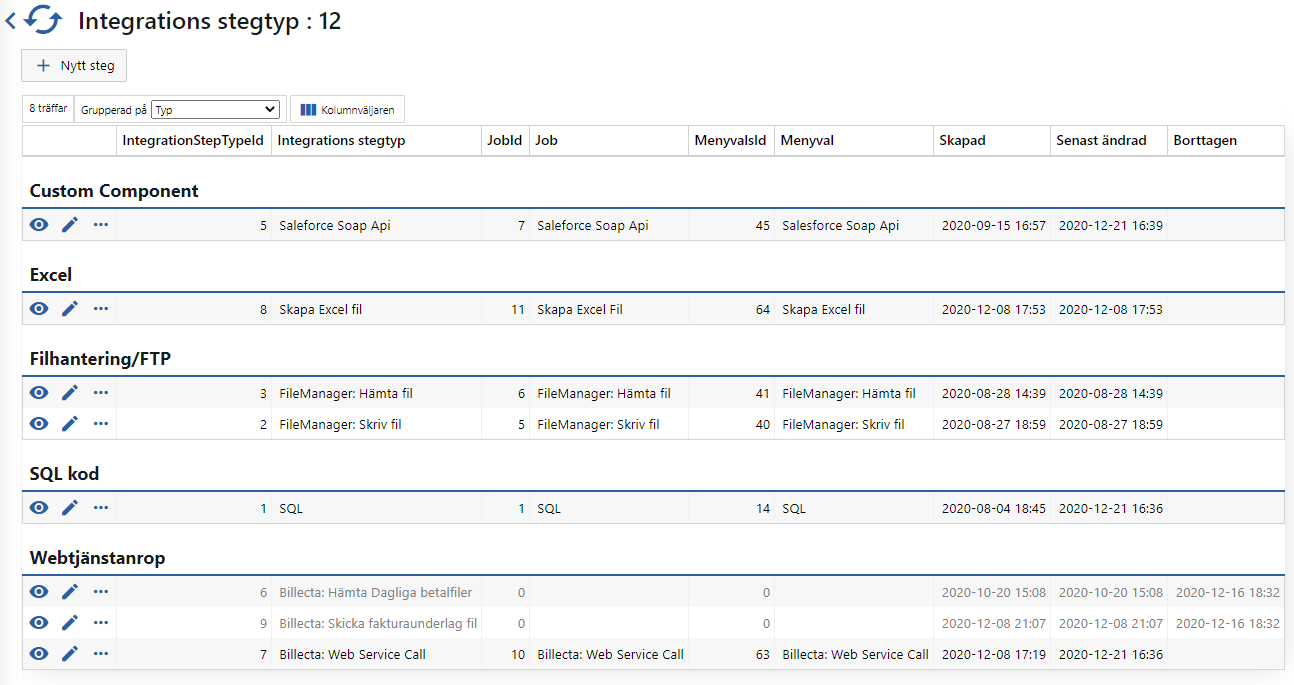 Integrations stegtyp : 12
Nytt steg
8 träffar Grupperad på Typ Kolumnväljaren
IntegrationStepTypeId Integrations stegtyp JobId Job MenyvalsId Menyval Skapad Senast ändrad Borttagen
Custom Component
5 Saleforce Soap Api 7 Saleforce Soap Api 45 Salesforce Soap Api 2020-09-15 16:57 2020-12-21 16:39
Excel
8 Skapa Excel fil 11 Skapa Excel Fil 64 Skapa Excel fil 2020-12-08 17:53 2020-12-08 17:53
Filhantering/FTP
3 FileManager: Hämta fil 6 FileManager: Hämta fil 41 FileManager: Hämta fil 2020-08-28 14:39 2020-08-28 14:39
2 FileManager: Skriv fil 5 FileManager: Skriv fil 40 FileManager: Skriv fil 2020-08-27 18:59 2020-08-27 18:59
SQL kod
1 SQL 1 SQL 14 SQL 2020-08-04 18:45 2020-12-21 16:36
Webtjänstanrop
6 Billecta: Hämta Dagliga betalfiler 0 0 2020-10-20 15:08 2020-10-20 15:08 2020-12-16 18:32
9 Billecta: Skicka fakturaunderlag fil 0 0 2020-12-08 21:07 2020-12-08 21:07 2020-12-16 18:32
7 Billecta: Web Service Call 10 Billecta: Web Service Call 63 Billecta: Web Service Call 2020-12-08 17:19 2020-12-21 16:36